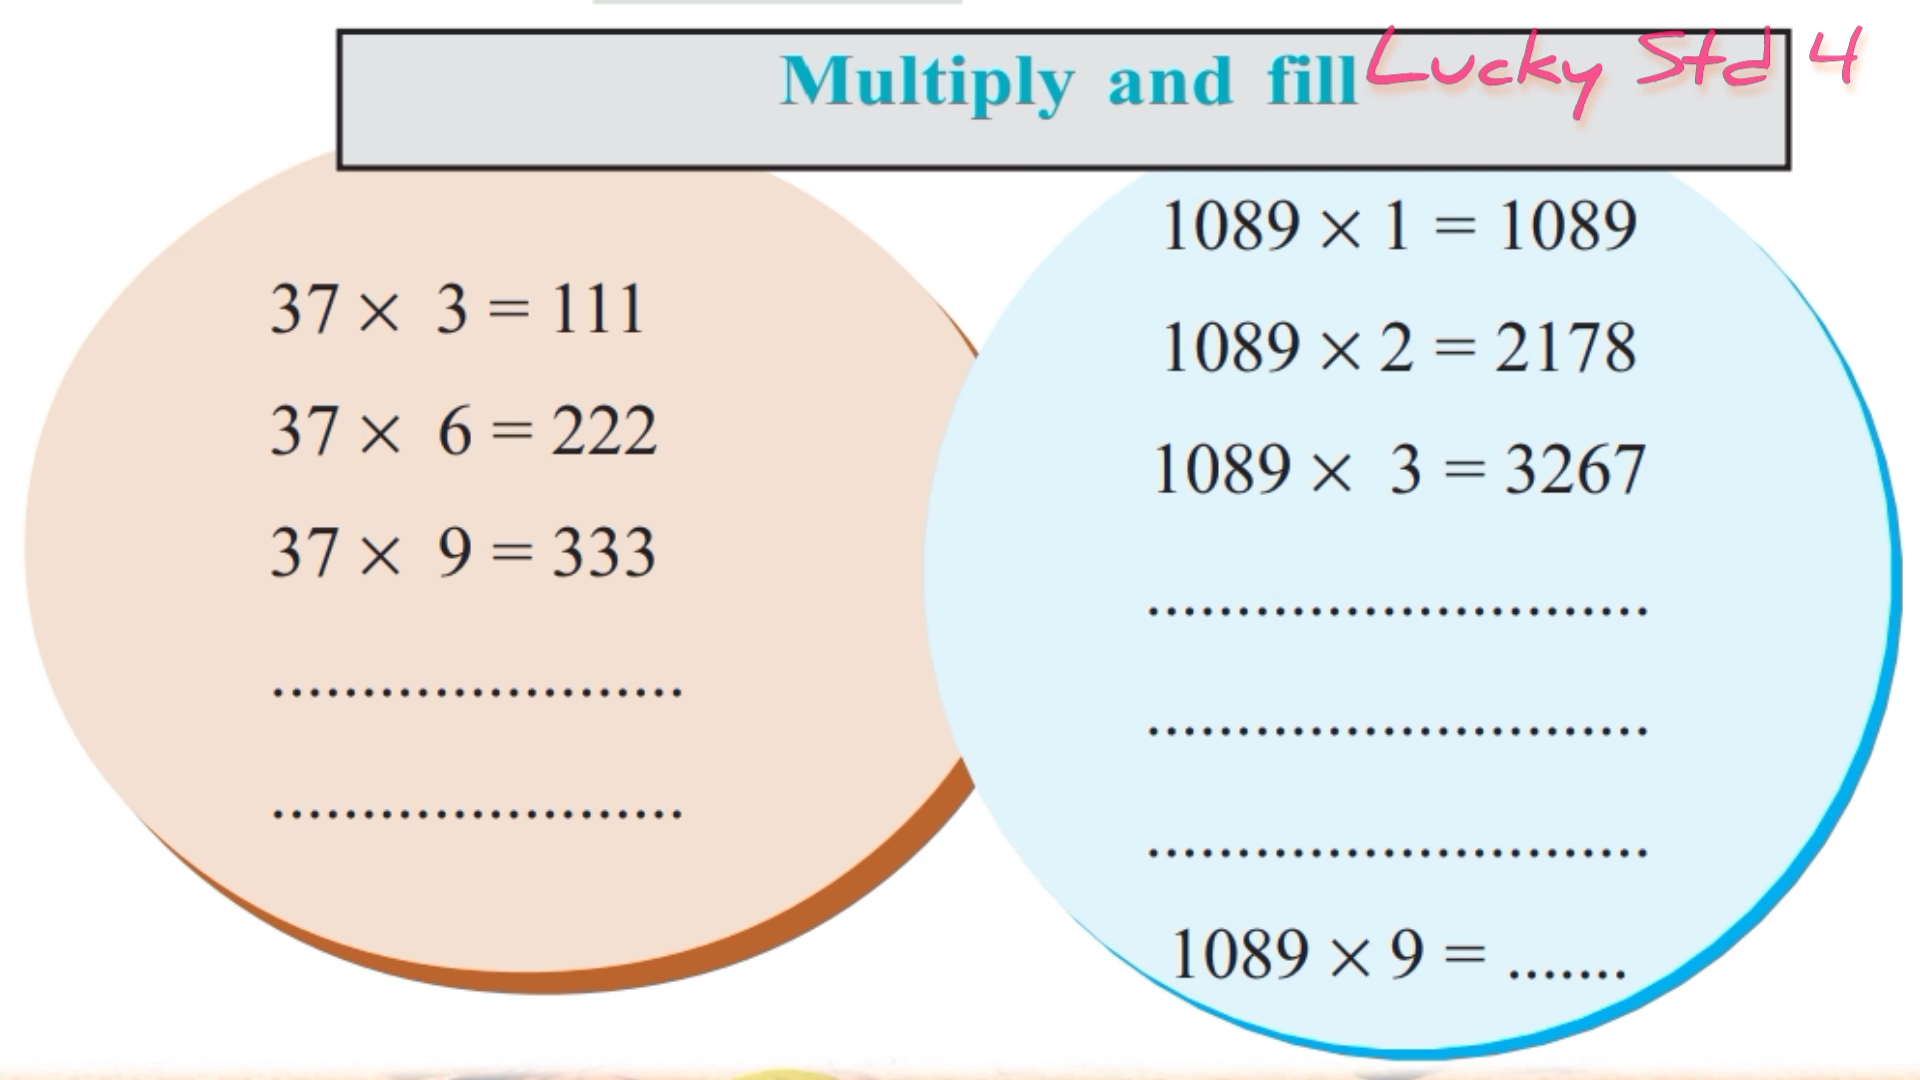 Multiply and fill
Lucky Std 4
37 × 3 = 111
37 × 6 = 222
37 × 9 = 333
.......................
.......................
1089 × 1 = 1089
1089 × 2 = 2178
1089 × 3 = 3267
............................
............................
............................
1089 × 9 = .......